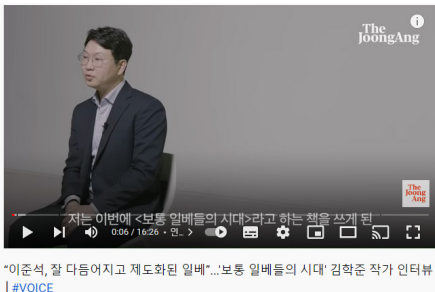 The
JoongAng
저는 이번에 <보통 일베들의 시대>라고 하는 책을 쓰게 된
The
Joong
Ang
0:06 / 16:26 • 인...
"이준석, 잘 다듬어지고 제도화된 일베"...'보통 일베들의 시대' 김학준 작가 인터뷰
| #VOICE